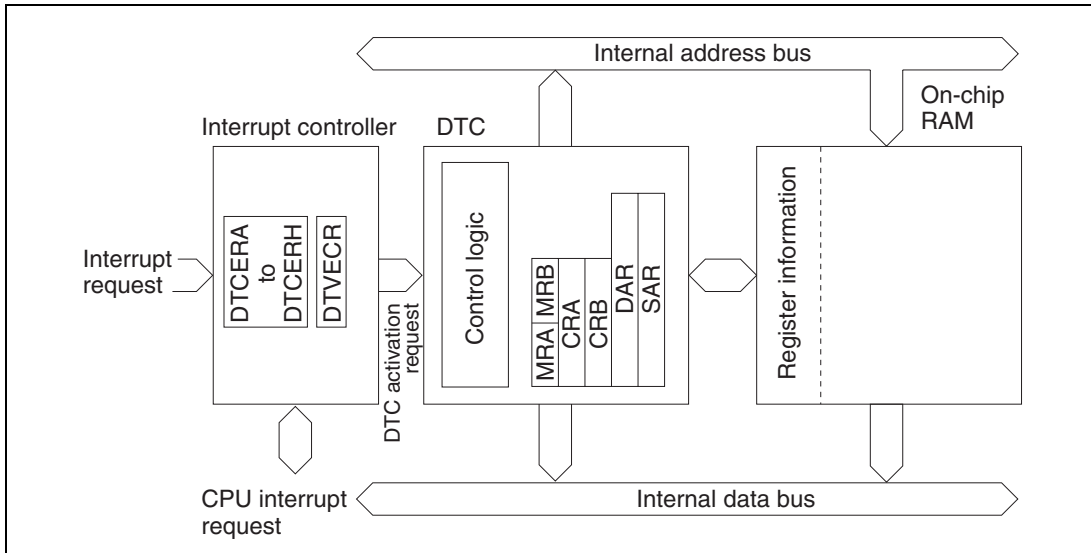 Internal address bus
On-chip
RAM
Interrupt controller
DTC
Interrupt
request
DTCERA
to
DTCERH
DTVECR
DTC activation
request
Control logic
MRA
MRB
CRA
CRB
DAR
SAR
Register information
CPU interrupt
request
Internal data bus